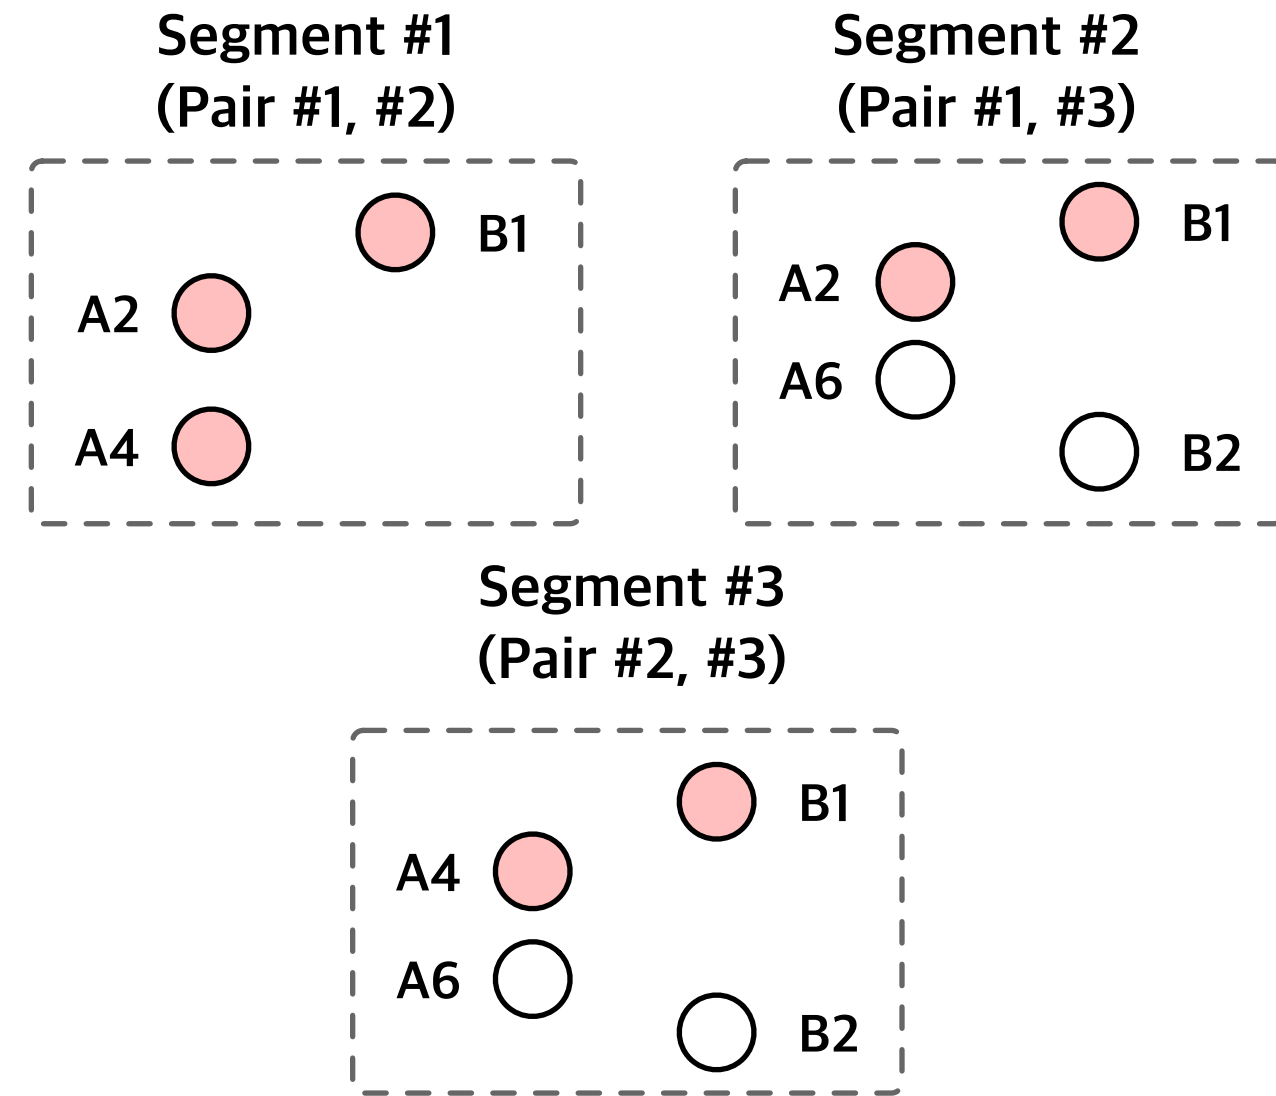 Segment #1
(Pair #1, #2)
B1
A2
A4
Segment #2
(Pair #1, #3)
B1
A2
A6
B2
Segment #3
(Pair #2, #3)
B1
A4
A6
B2